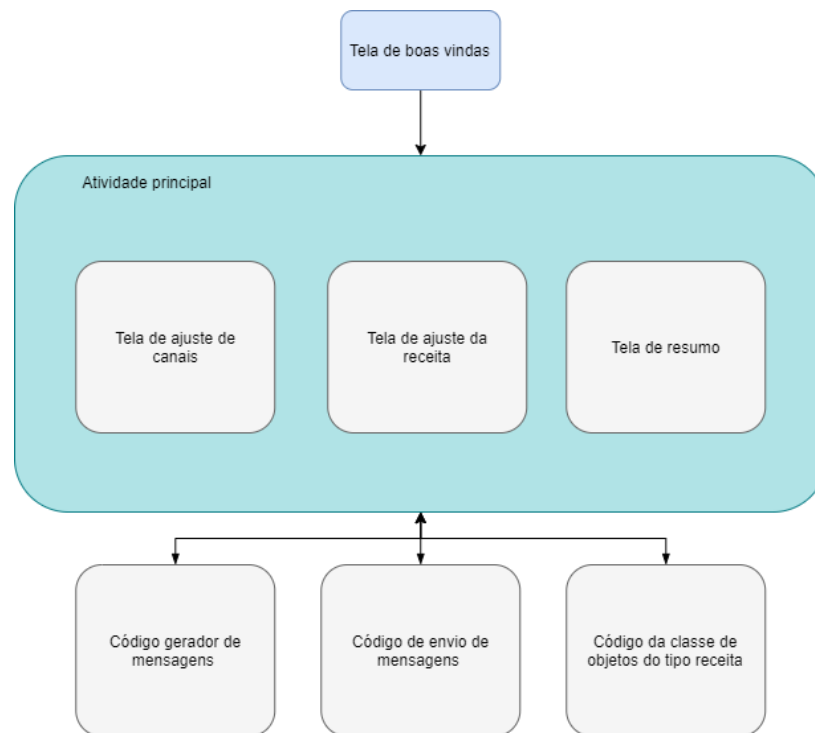 Tela de boas vindas
Atividade principal
Tela de ajuste de
canais
Tela de ajuste da
receita
Tela de resumo
Código gerador de
mensagens
Código de envio de
mensagens
Código da classe de
objetos do tipo receita